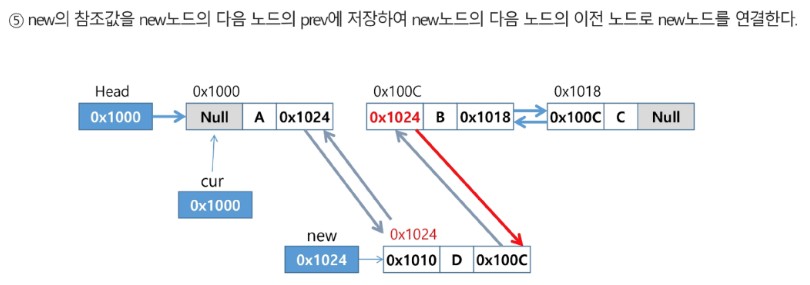 ⑤ new의 참조값을 new노드의 다음 노드의 prev에 저장하여 new노드의 다음 노드의 이전 노드로 new노드를 연결한다.
Head 0x1000 0x100C 0x1018
0x1000 Null A 0x1024 0x1024 B 0x1018 0x100C C Null
cur
0x1000
new 0x1024
0x1024 0x1010 D 0x100C